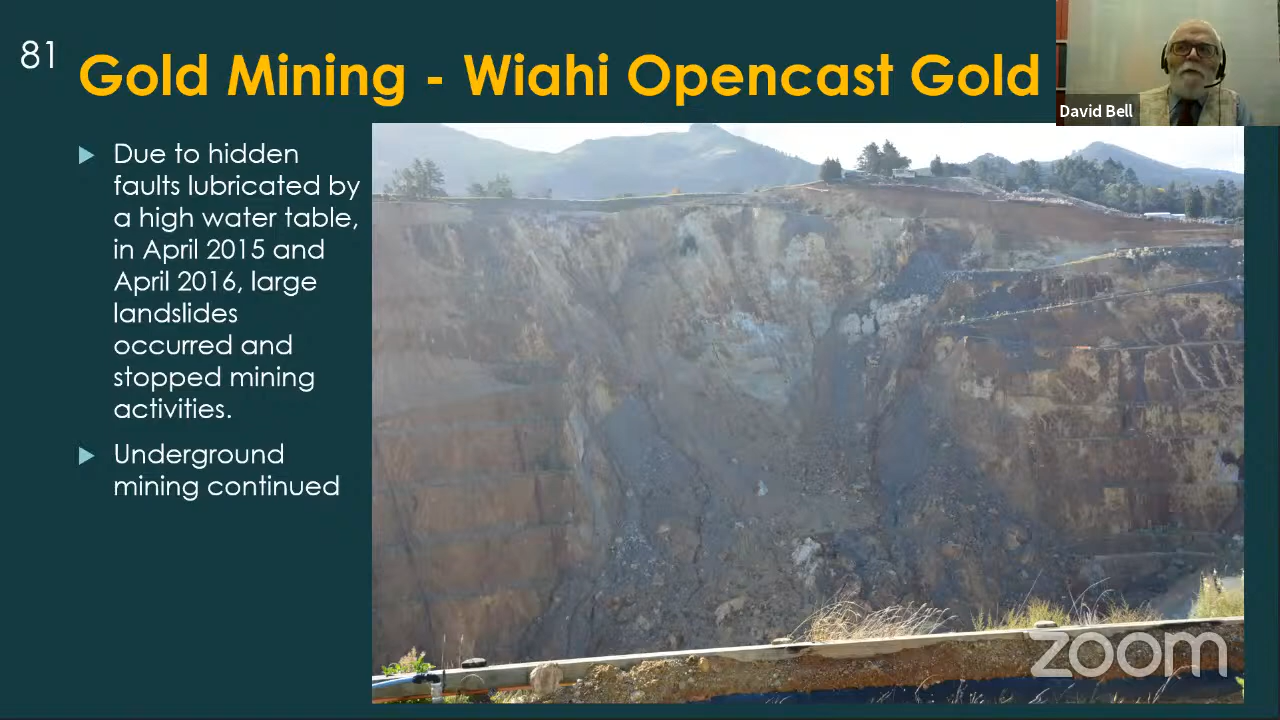 81
Gold Mining - Wiahi Opencast Gold
David Bell
Due to hidden
faults lubricated by
a high water table,
in April 2015 and
April 2016, large
landslides
occurred and
stopped mining
activities.
Underground
mining continued
zoom